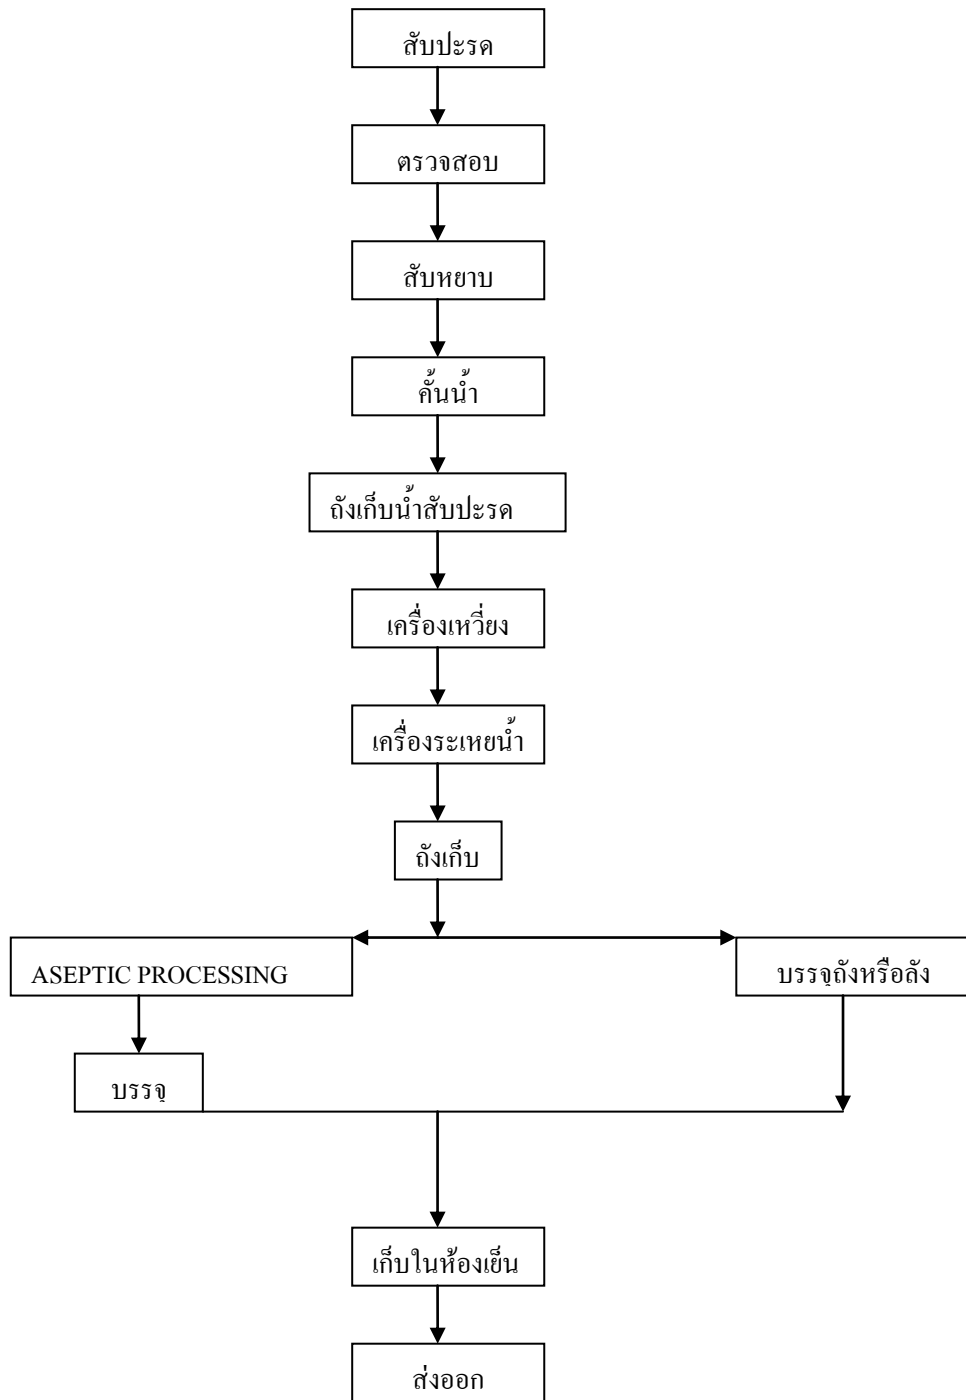 สับปะรด
ตรวจสอบ
สับหยาบ
คั้นน้ำ
ถังเก็บน้ำสับปะรด
เครื่องเหวี่ยง
เครื่องระเหยน้ำ
ถังเก็บ
ASEPTIC PROCESSING
บรรจุถังหรือลัง
บรรจุ
เก็บในห้องเย็น
ส่งออก